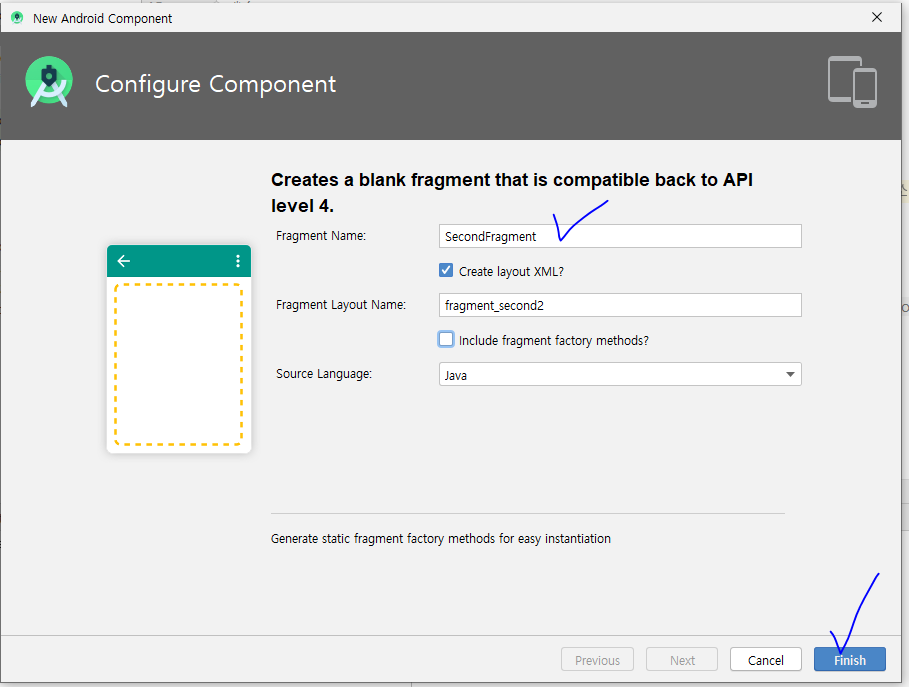 New Android Component
Configure Component
Creates a blank fragment that is compatible back to API
level 4.
Fragment Name:
SecondFragment
Create layout XML?
Fragment Layout Name:
fragment_second2
Include fragment factory methods?
Source Language:
Java
Generate static fragment factory methods for easy instantiation
Previous
Next
Cancel
Finish